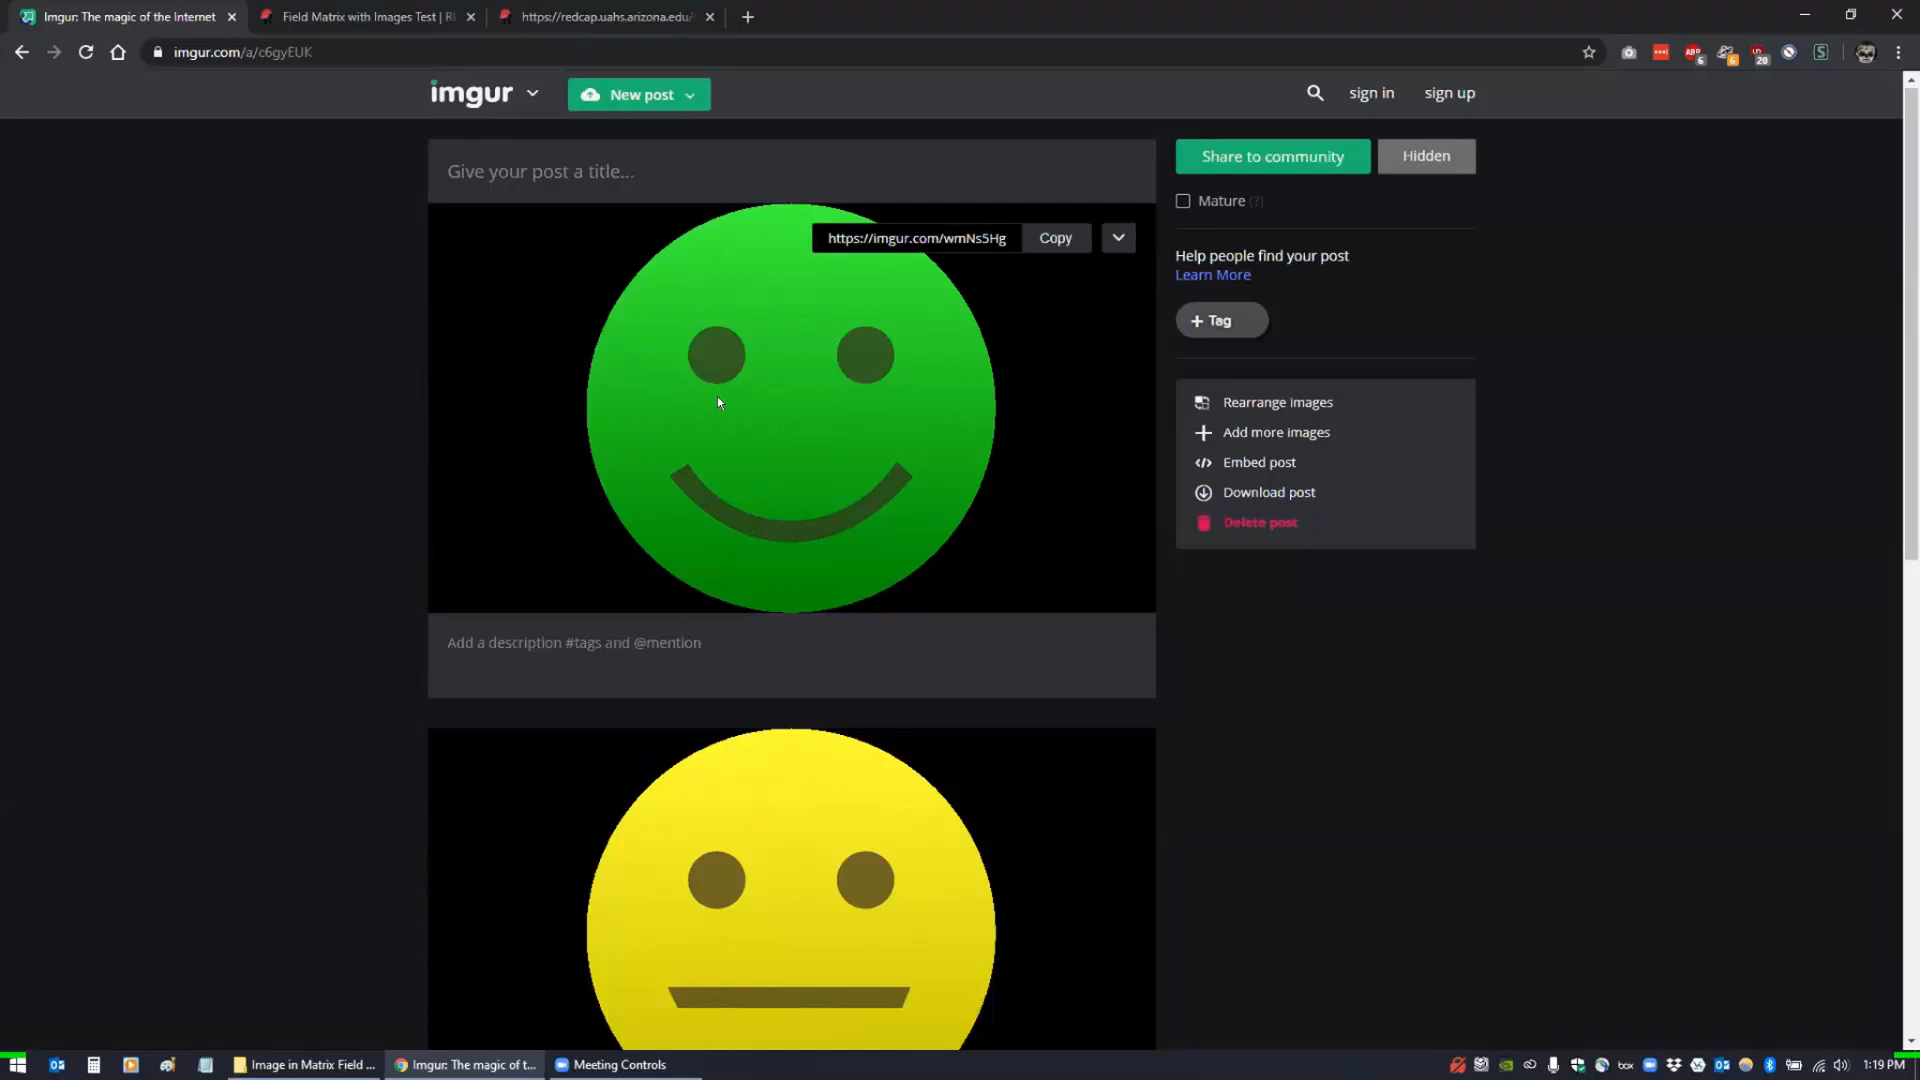 Imgur: The magic of the Internet
Field Matrix with Images Test | R
https://redcap.uahs.arizona.edu/
imgur.com/a/c6gyEUK
6
6
20
imgur
New post
sign in
sign up
Give your post a title...
Share to community
Hidden
https://imgur.com/wmNs5Hg
Copy
Mature (?)
Help people find your post
Learn More
+ Tag
Rearrange images
Add more images
Embed post
Download post
Delete post
Add a description #tags and @mention
Image in Matrix Field ...
Imgur: The magic of t...
Meeting Controls
box
1:19 PM